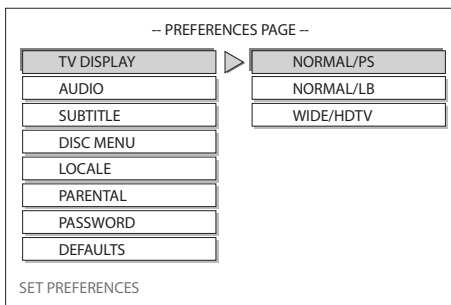 -- PREFERENCES PAGE --
TV DISPLAY
NORMAL/PS
AUDIO
NORMAL/LB
SUBTITLE
WIDE/HDTV
DISC MENU
LOCALE
PARENTAL
PASSWORD
DEFAULTS
SET PREFERENCES